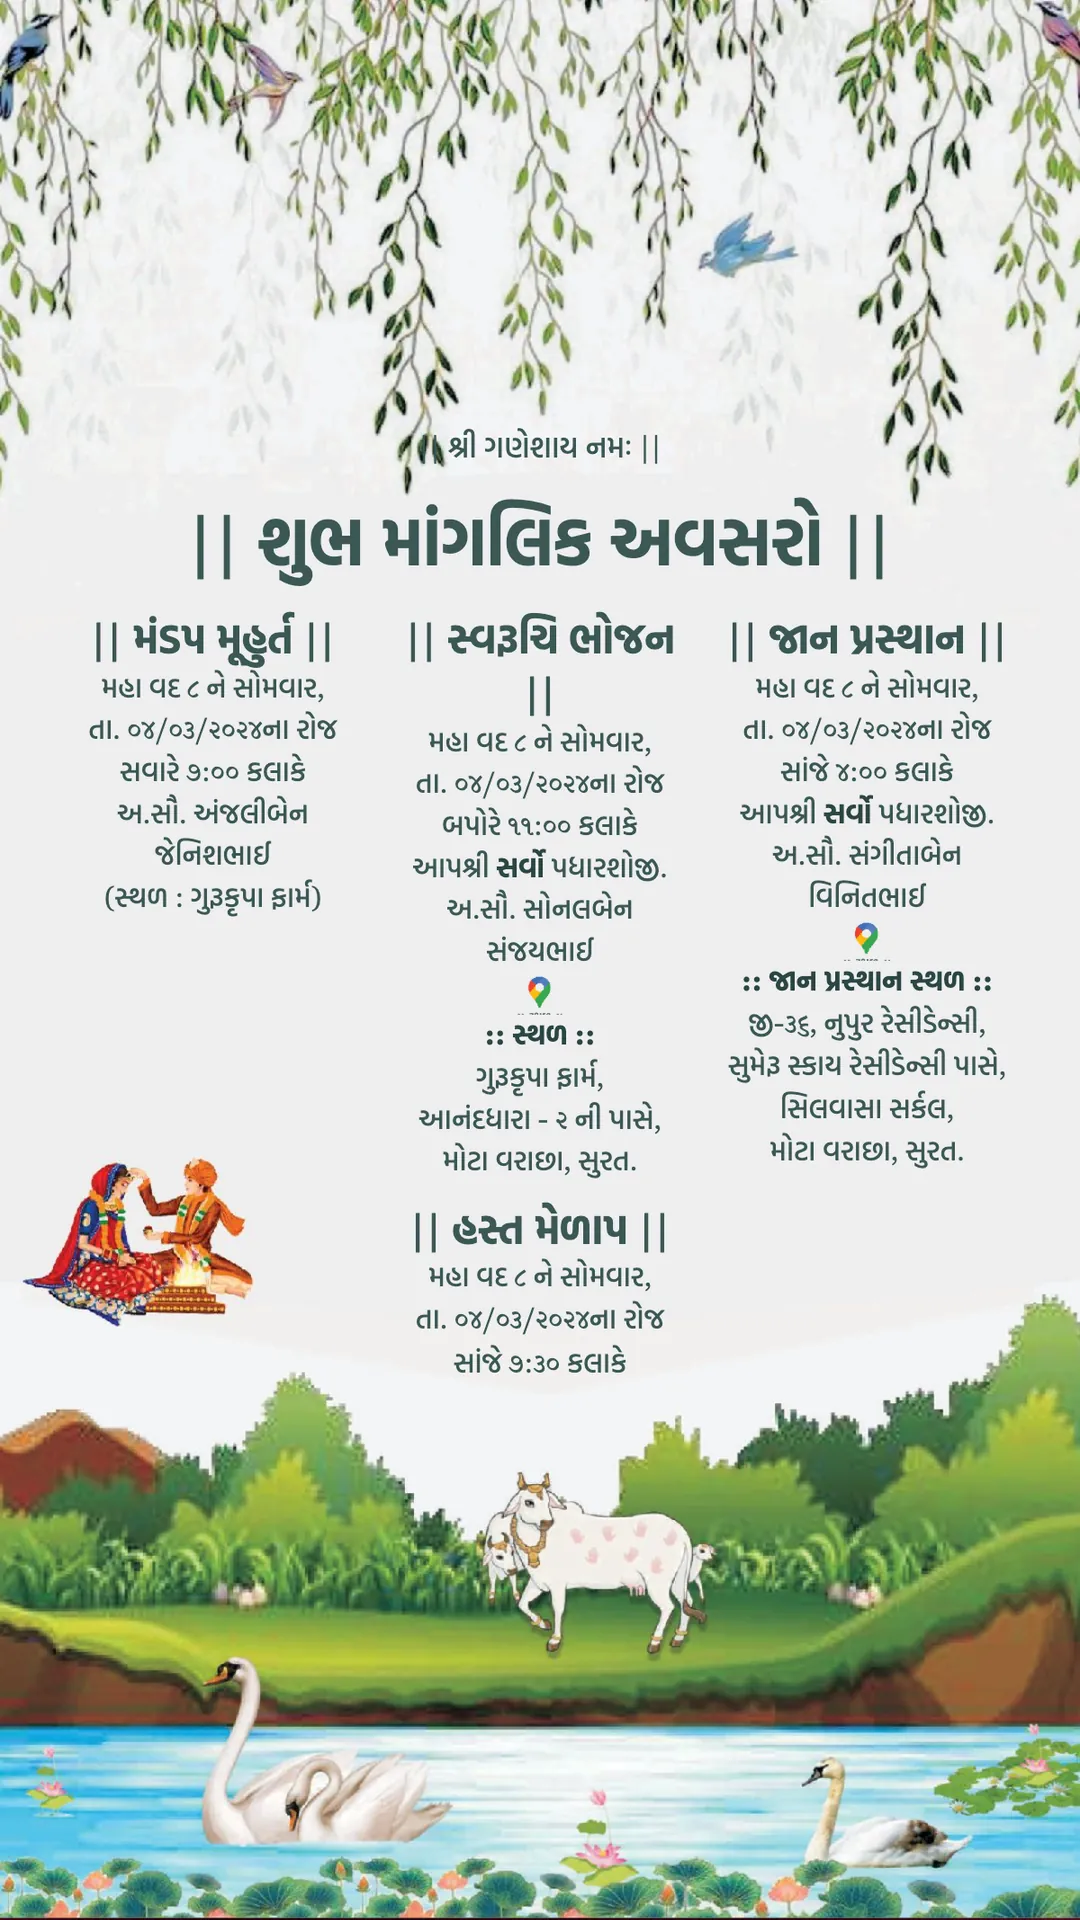 || શ્રી ગણેશાય નમઃ ||
|| શુભ માંગલિક અવસરો ||
|| મંડપ મૂહુર્ત ||
મહા વદ ૮ ને સોમવાર,
તા. ૦૪/૦૩/૨૦૨૪ના રોજ
સવારે ૭:૦૦ કલાકે
અ.સૌ. અંજલીબેન
જેનિશભાઈ
(સ્થળ : ગુરૂકૃપા ફાર્મ)
|| સ્વરૂચિ ભોજન
||
મહા વદ ૮ ને સોમવાર,
તા. ૦૪/૦૩/૨૦૨૪ના રોજ
બપોરે ૧૧:૦૦ કલાકે
આપશ્રી સર્વો પધારશોજી.
અ.સૌ. સોનલબેન
સંજયભાઈ
:: સ્થળ ::
ગુરૂકૃપા ફાર્મ,
આનંદધારા - ૨ ની પાસે,
મોટા વરાછા, સુરત.
|| જાન પ્રસ્થાન ||
મહા વદ ૮ ને સોમવાર,
તા. ૦૪/૦૩/૨૦૨૪ના રોજ
સાંજે ૪:૦૦ કલાકે
આપશ્રી સર્વો પધારશોજી.
અ.સૌ. સંગીતાબેન
વિનિતભાઈ
:: જાન પ્રસ્થાન સ્થળ ::
જી-૩૬, નુપુર રેસીડેન્સી,
સુમેરૂ સ્કાય રેસીડેન્સી પાસે,
સિલવાસા સર્કલ,
મોટા વરાછા, સુરત.
|| હસ્ત મેળાપ ||
મહા વદ ૮ ને સોમવાર,
તા. ૦૪/૦૩/૨૦૨૪ના રોજ
સાંજે ૭:૩૦ કલાકે